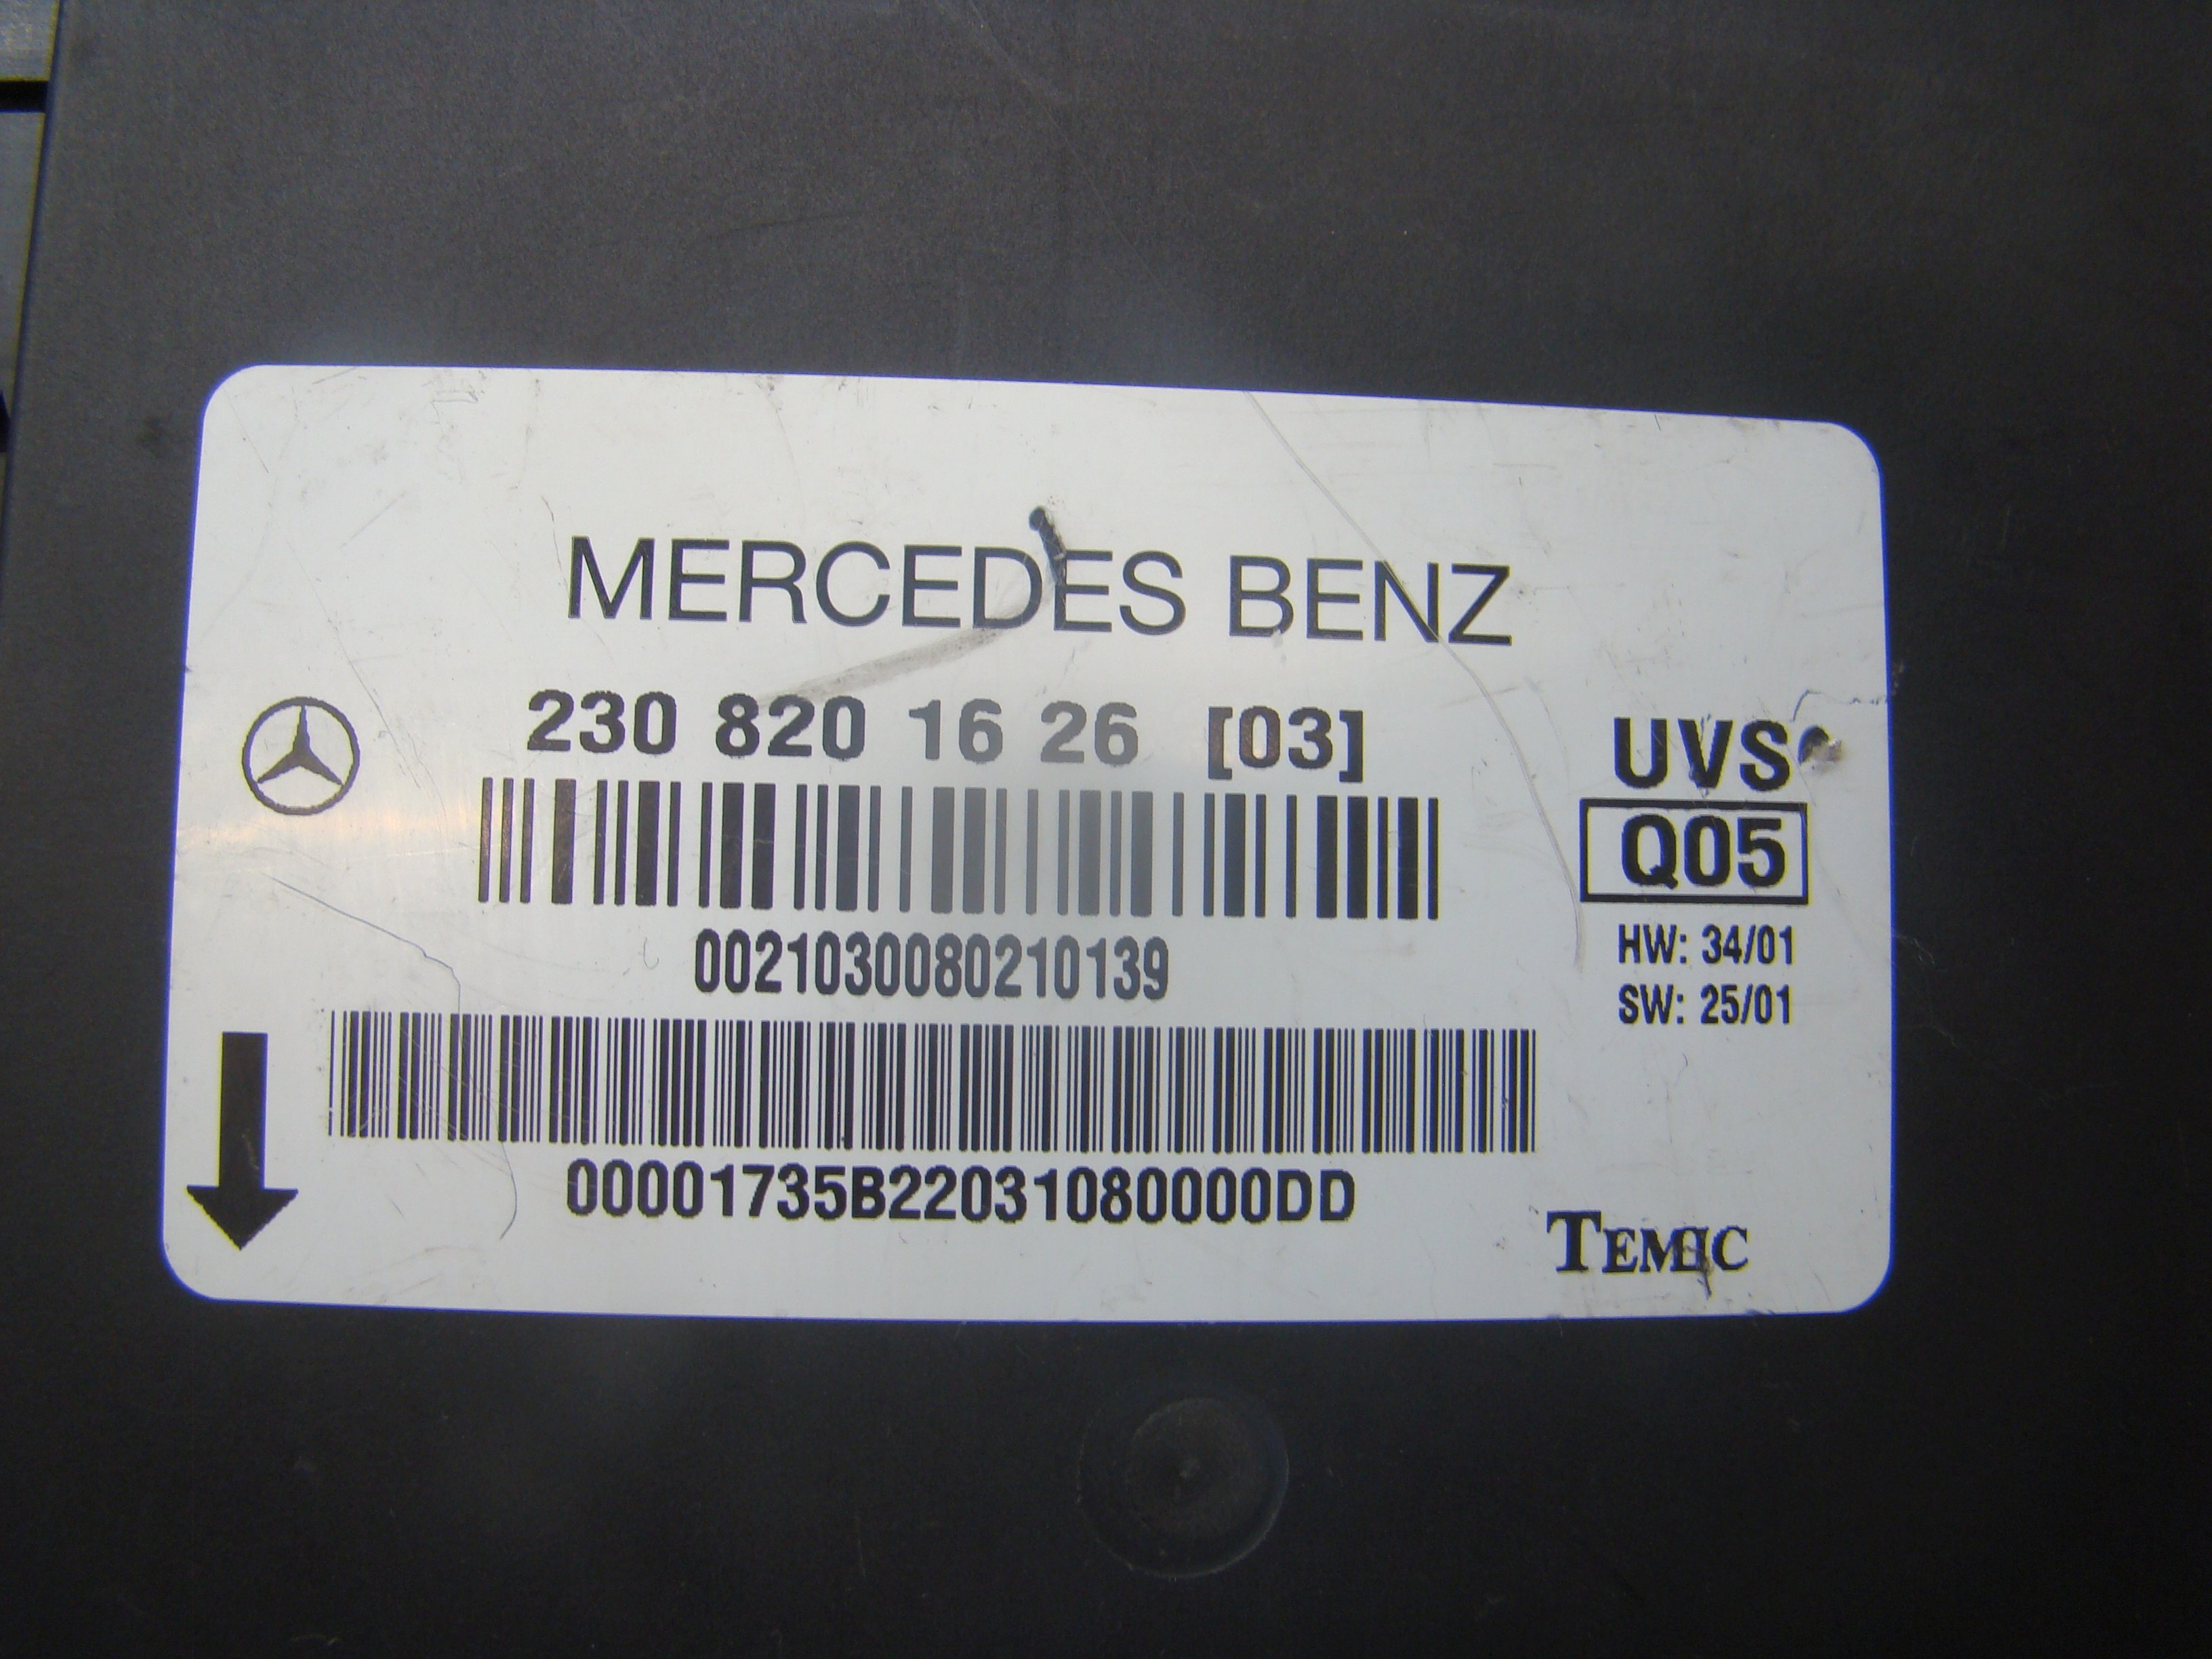 MERCEDES BENZ
230 820 16 26 [03]
UVS
Q05
HW: 34/01
SW: 25/01
0021030080210139
00001735B22031080000DD
TEMIC